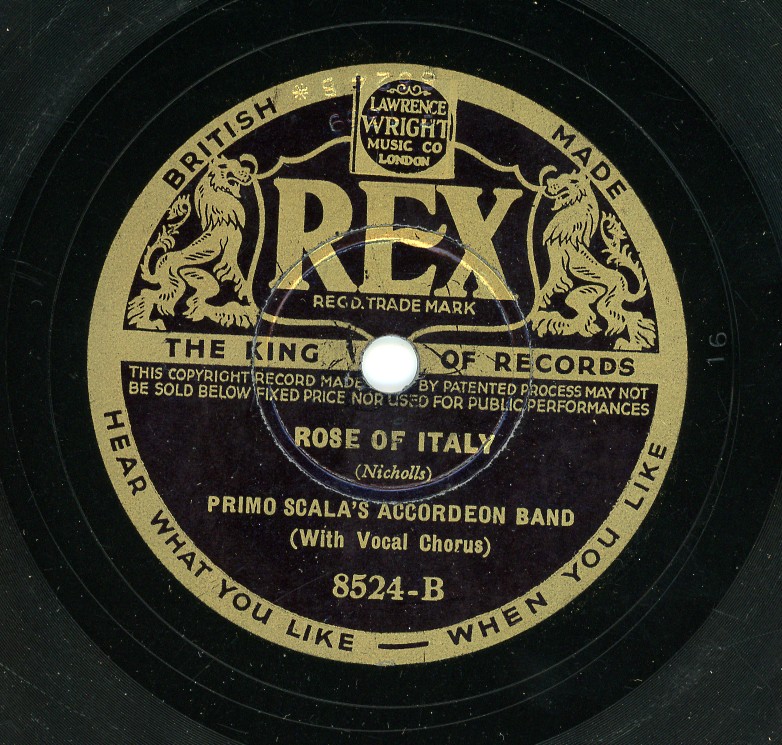 BRITISH
MADE
LAWRENCE
WRIGHT
MUSIC CO
LONDON
REX
REGD. TRADE MARK
THE KING OF RECORDS
THIS COPYRIGHT RECORD MADE BY PATENTED PROCESS MAY NOT
BE SOLD BELOW FIXED PRICE NOR USED FOR PUBLIC PERFORMANCES
ROSE OF ITALY
(Nicholls)
PRIMO SCALA'S ACCORDEON BAND
(With Vocal Chorus)
8524-B
HEAR WHAT YOU LIKE — WHEN YOU LIKE
16